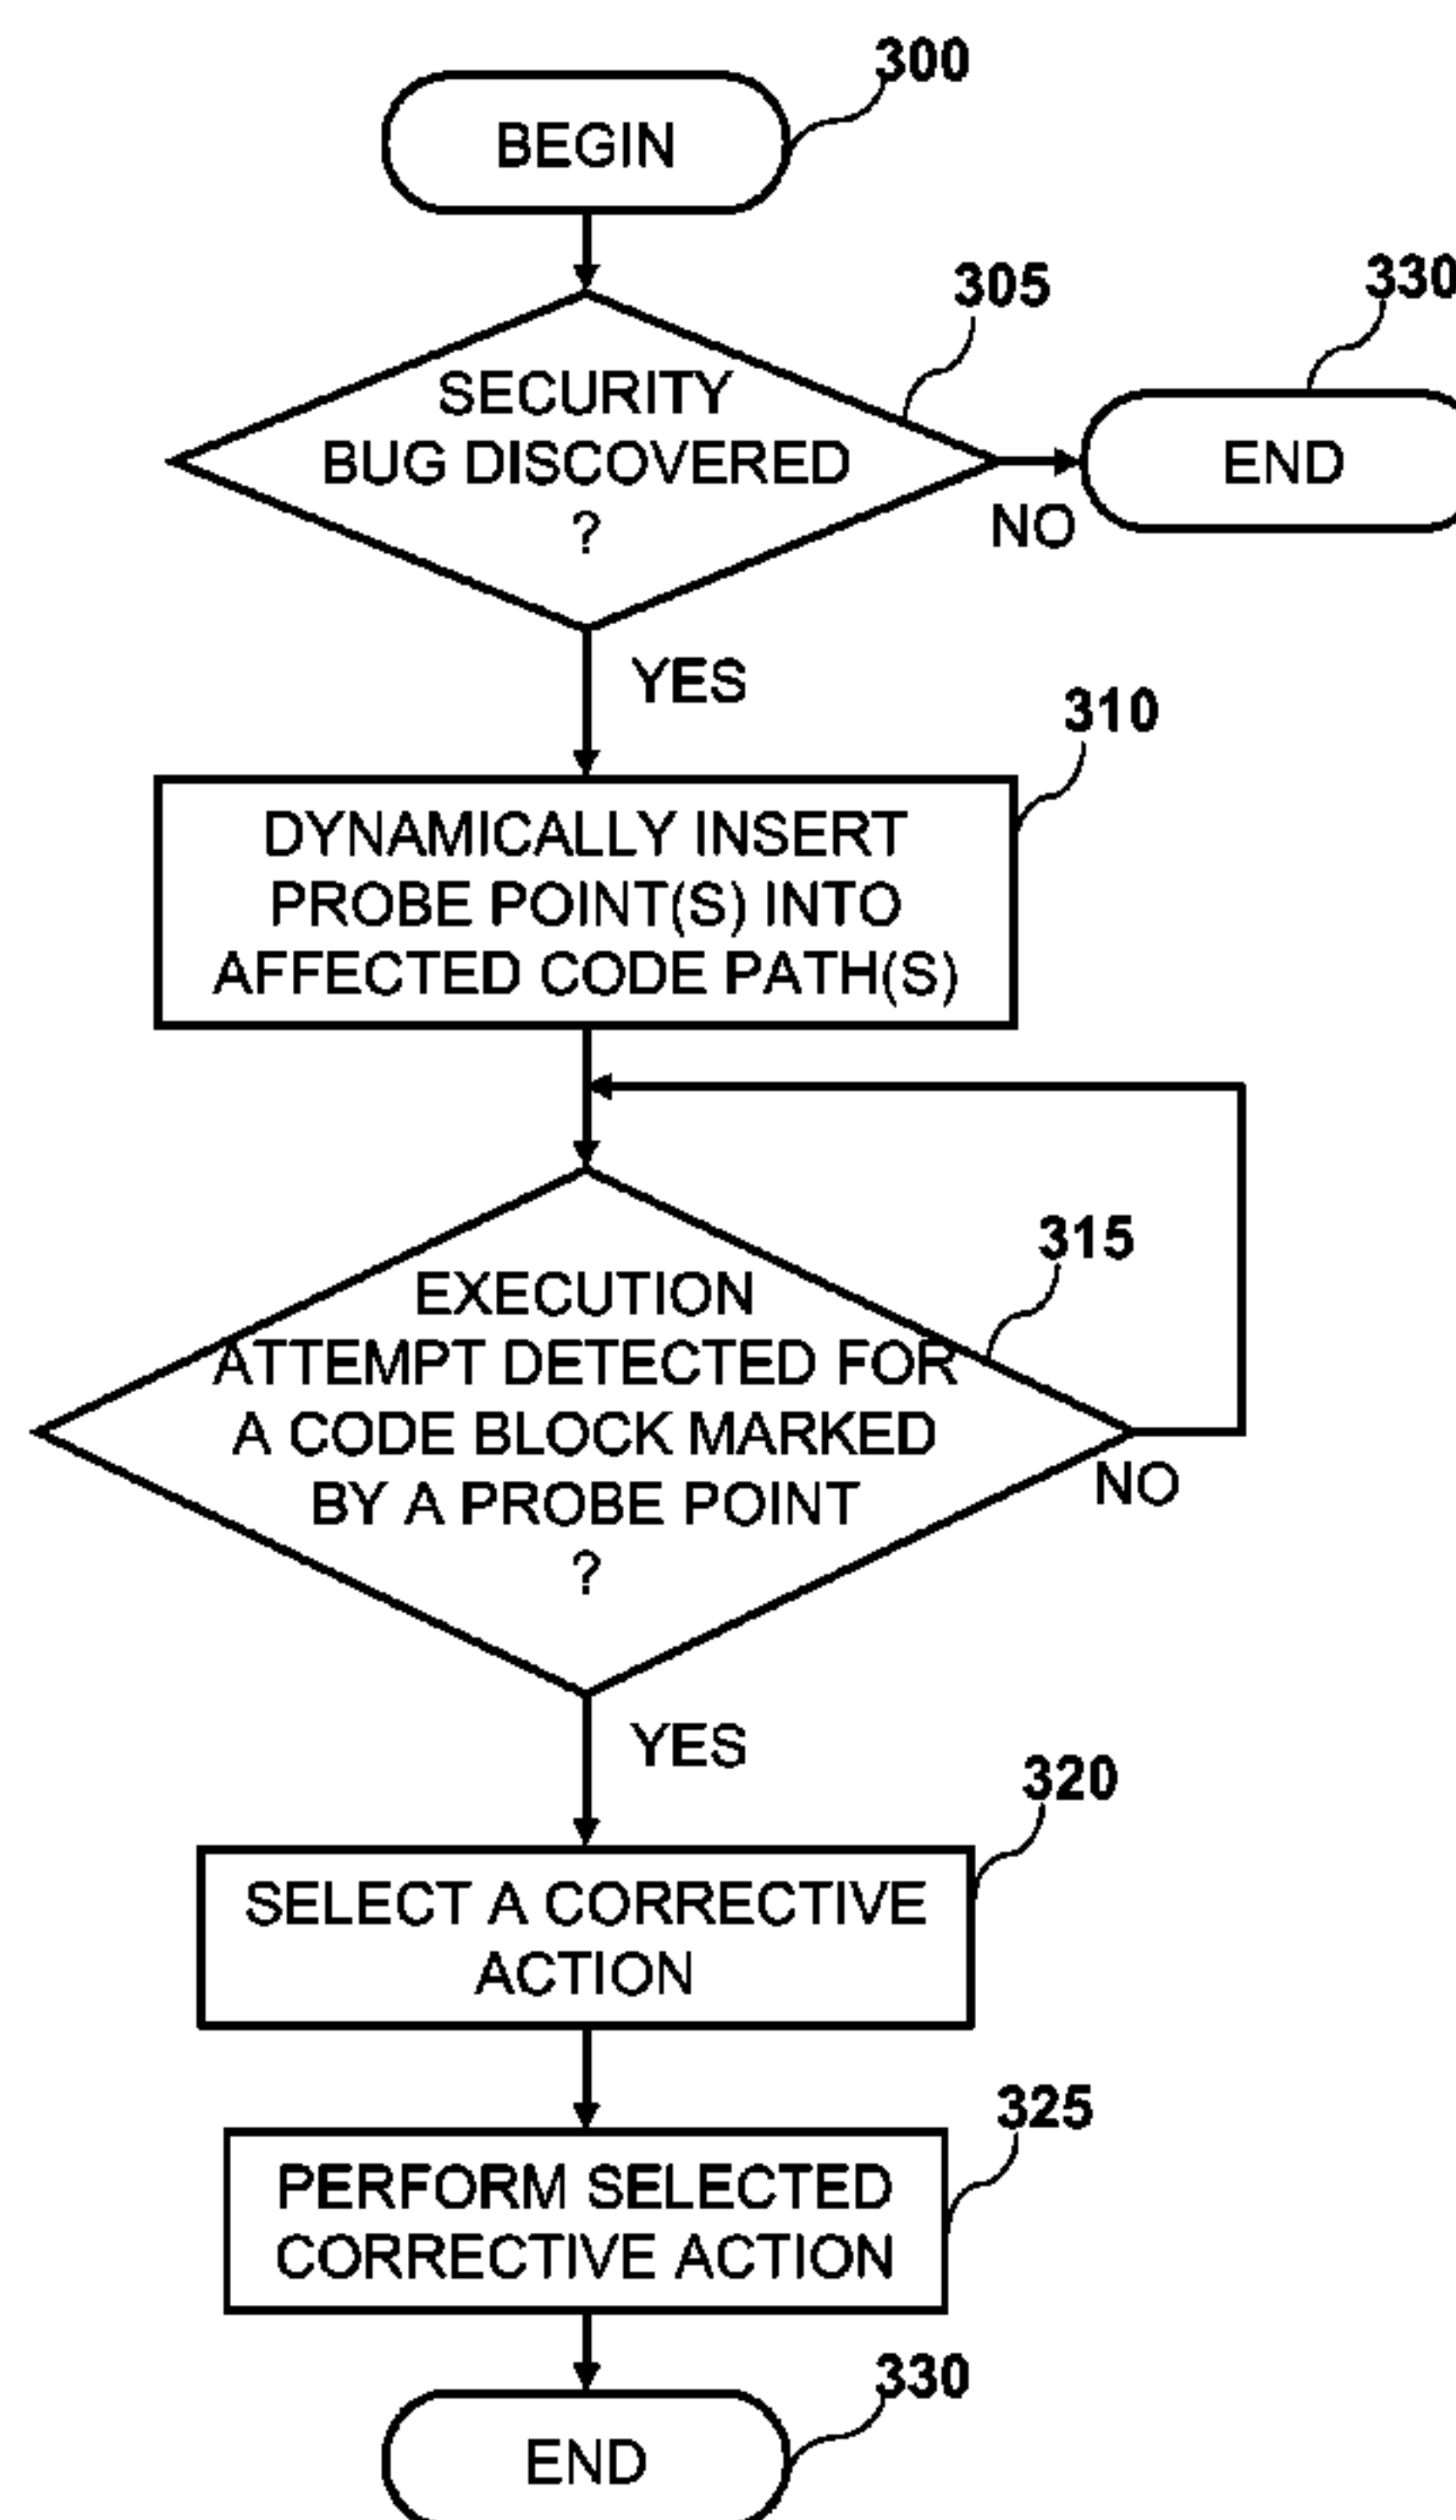 300
BEGIN
305
330
SECURITY
BUG DISCOVERED
?
END
NO
YES
310
DYNAMICALLY INSERT
PROBE POINT(S) INTO
AFFECTED CODE PATH(S)
315
EXECUTION
ATTEMPT DETECTED FOR
A CODE BLOCK MARKED
BY A PROBE POINT
?
NO
YES
320
SELECT A CORRECTIVE
ACTION
325
PERFORM SELECTED
CORRECTIVE ACTION
330
END